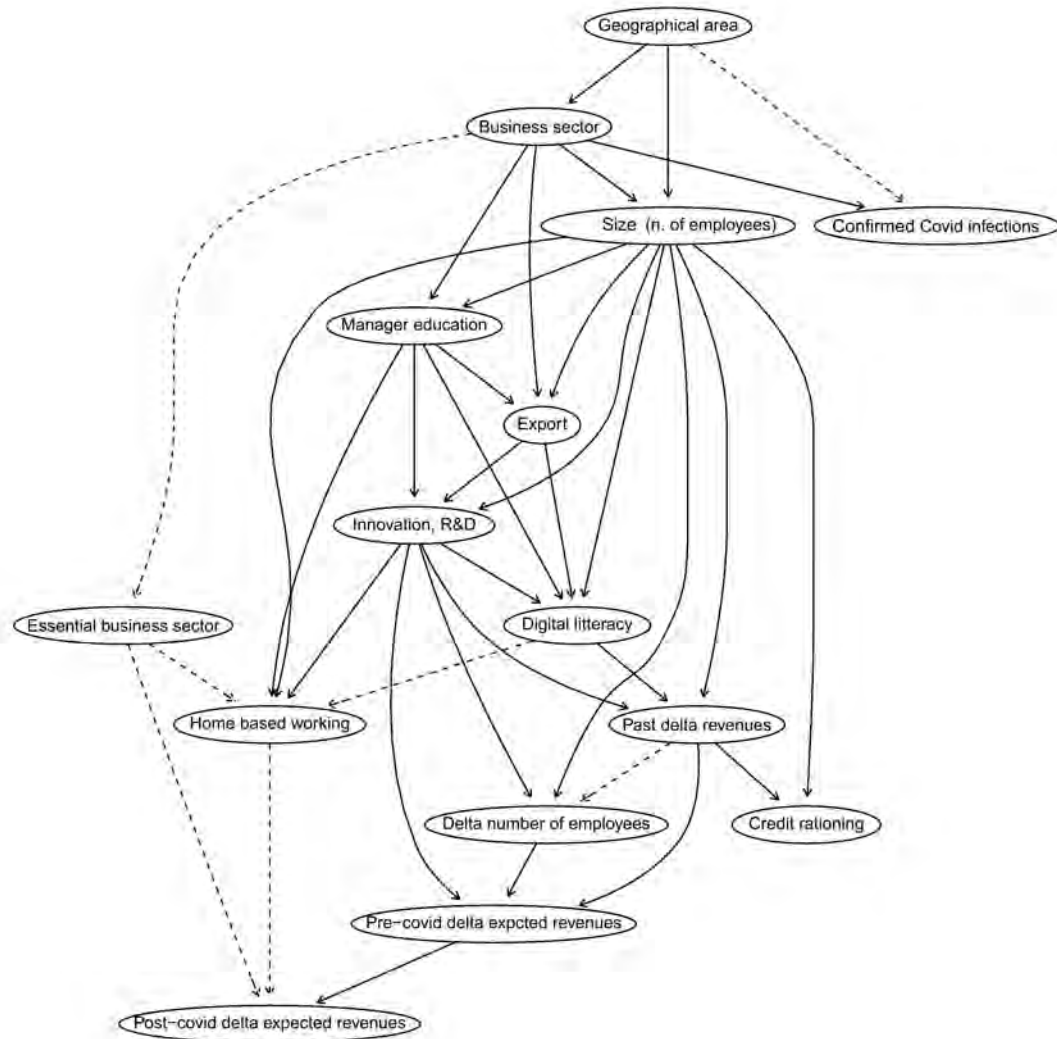 Geographical area
Business sector
Size (n. of employees)
Confirmed Covid infections
Manager education
Export
Innovation, R&D
Essential business sector
Digital litteracy
Home based working
Past delta revenues
Delta number of employees
Credit rationing
Pre-covid delta expcted revenues
Post-covid delta expected revenues